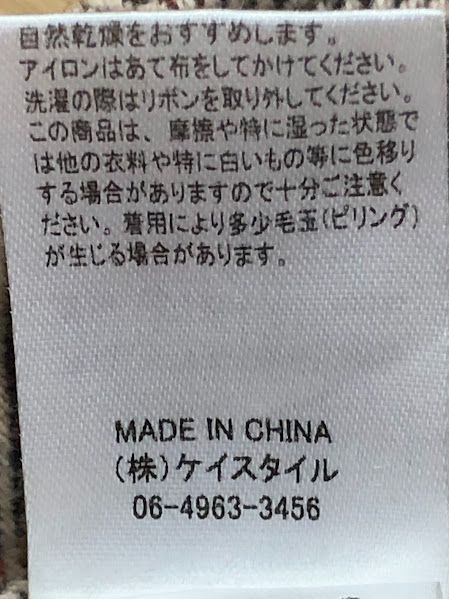 自然乾燥をおすすめします。
アイロンはあて布をしてかけてください。
洗濯の際はリボンを取り外してください。
この商品は、摩擦や特に湿った状態で
は他の衣料や特に白いもの等に色移り
する場合がありますので十分ご注意く
ださい。着用により多少毛玉(ピリング)
が生じる場合があります。
MADE IN CHINA
(株)ケイスタイル
06-4963-3456